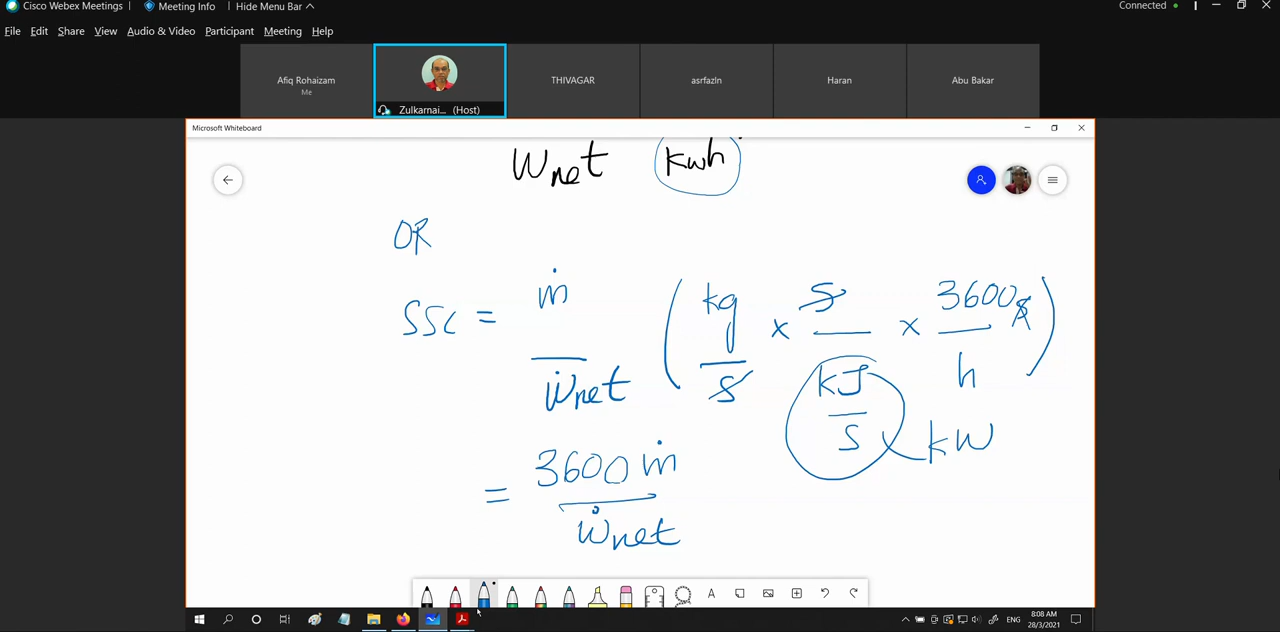 Cisco Webex Meetings | Meeting Info | Hide Menu Bar Connected
File Edit Share View Audio & Video Participant Meeting Help
Afiq Rohaizam
Me
Zulkarnai... (Host)
THIVAGAR
asrfazln
Haran
Abu Bakar
Microsoft Whiteboard
Wnet kwh
OR
SSC = ṁ / Ẇnet ( kg / s × s / (kJ / s) × 3600 s / h )
kW
= 3600 ṁ / Ẇnet
A
ENG
8:08 AM
28/3/2021